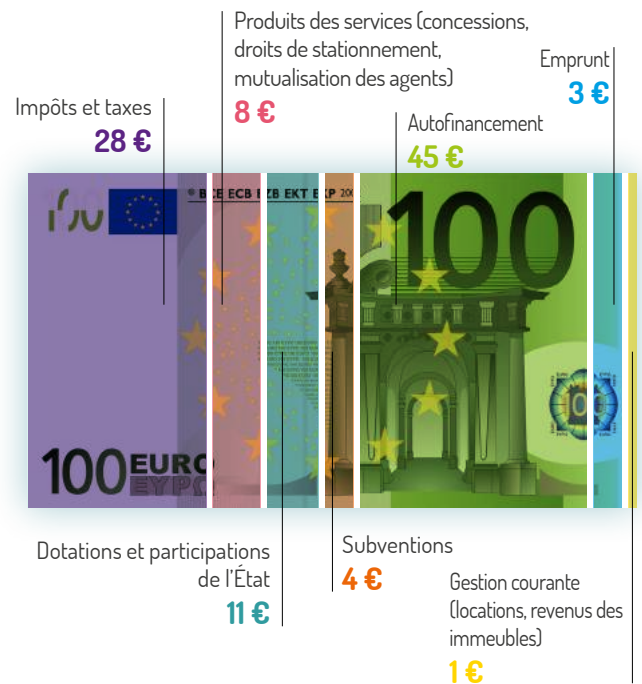 Produits des services (concessions,
droits de stationnement,
mutualisation des agents)
8 €
Emprunt
3 €
Impôts et taxes
28 €
Autofinancement
45 €
100
BCE ECB EZB EKT EKP 200
100
100 EURO
ΕΥΡΩ
Dotations et participations
de l'État
11 €
Subventions
4 €
Gestion courante
(locations, revenus des
immeubles)
1 €